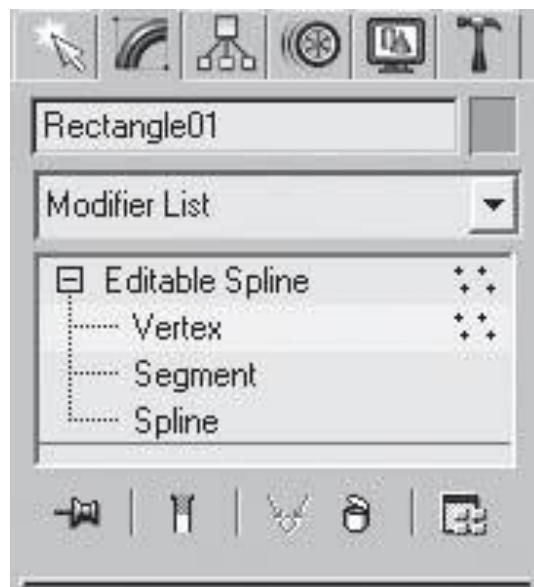 Rectangle01
Modifier List
Editable Spline
Vertex
Segment
Spline